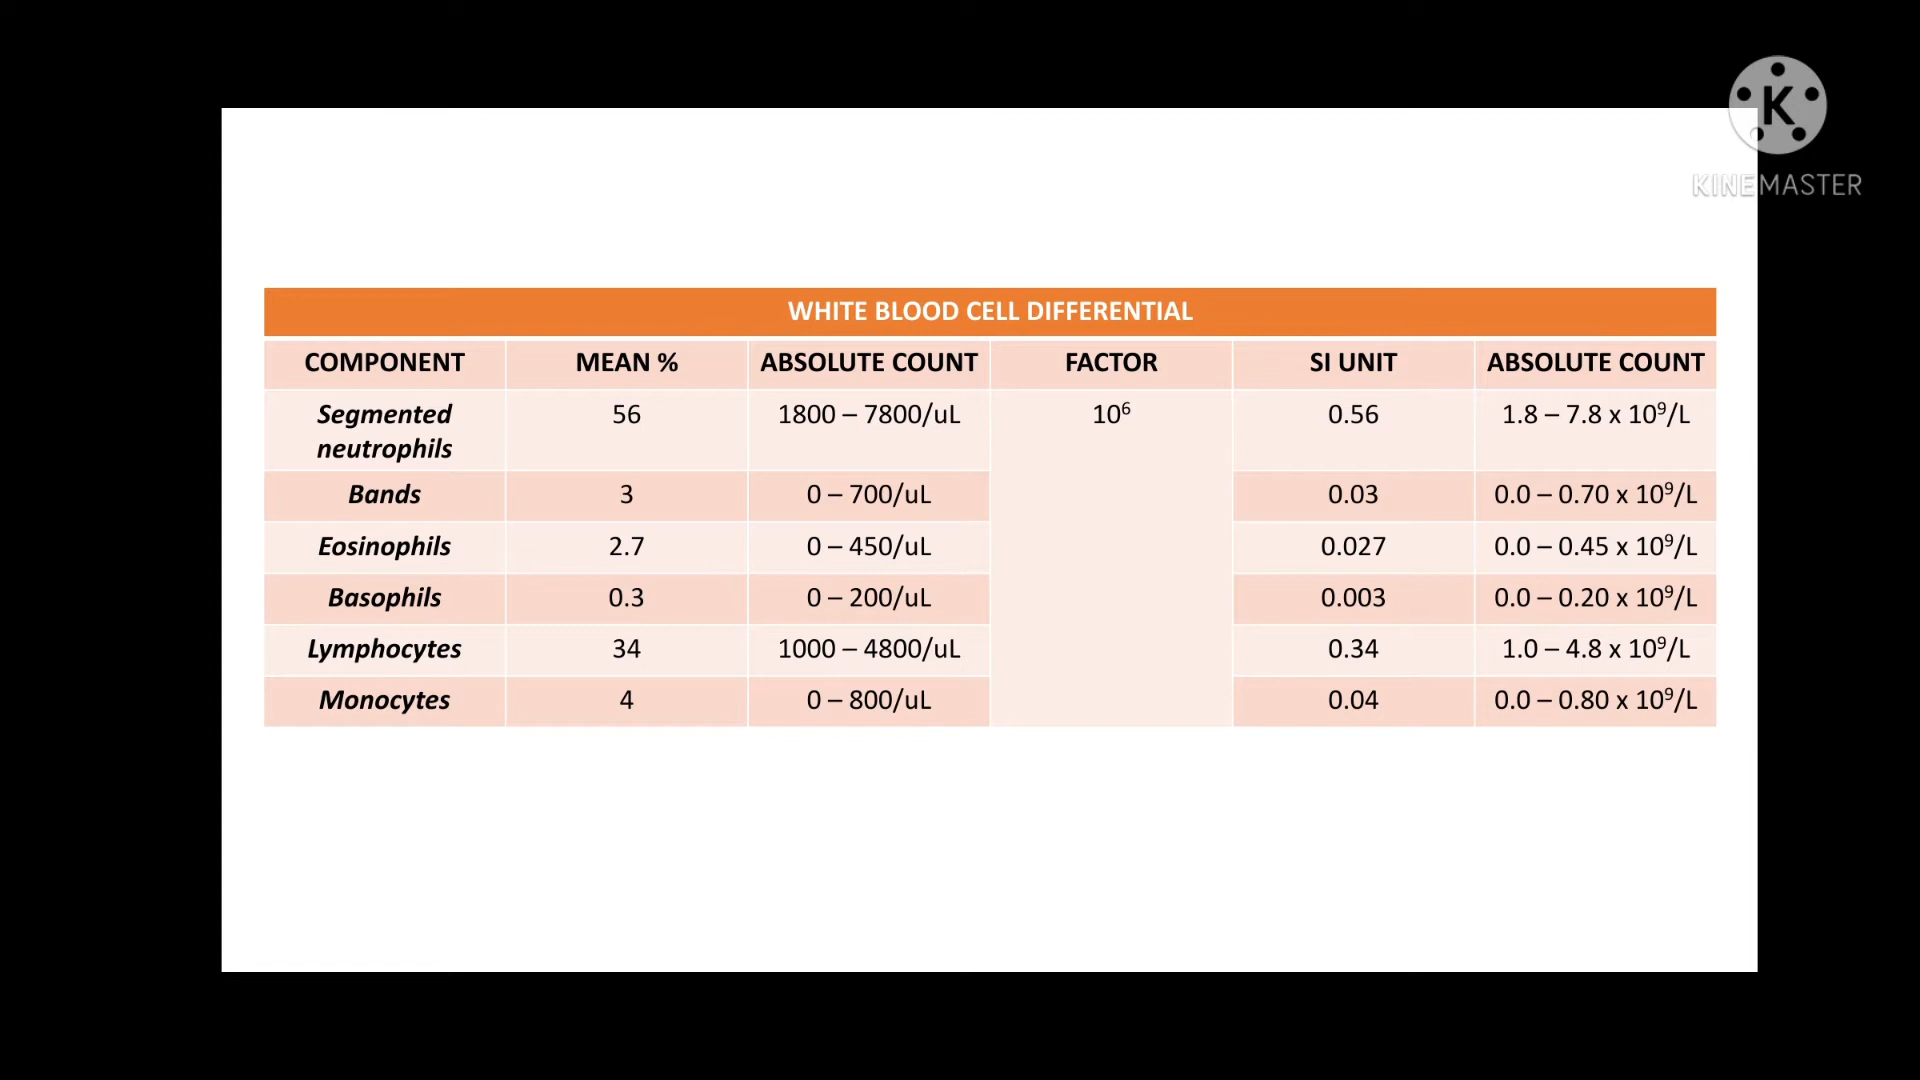 K
KINEMASTER
WHITE BLOOD CELL DIFFERENTIAL
COMPONENT MEAN % ABSOLUTE COUNT FACTOR SI UNIT ABSOLUTE COUNT
Segmented neutrophils 56 1800 – 7800/uL 10⁶ 0.56 1.8 – 7.8 x 10⁹/L
Bands 3 0 – 700/uL 0.03 0.0 – 0.70 x 10⁹/L
Eosinophils 2.7 0 – 450/uL 0.027 0.0 – 0.45 x 10⁹/L
Basophils 0.3 0 – 200/uL 0.003 0.0 – 0.20 x 10⁹/L
Lymphocytes 34 1000 – 4800/uL 0.34 1.0 – 4.8 x 10⁹/L
Monocytes 4 0 – 800/uL 0.04 0.0 – 0.80 x 10⁹/L